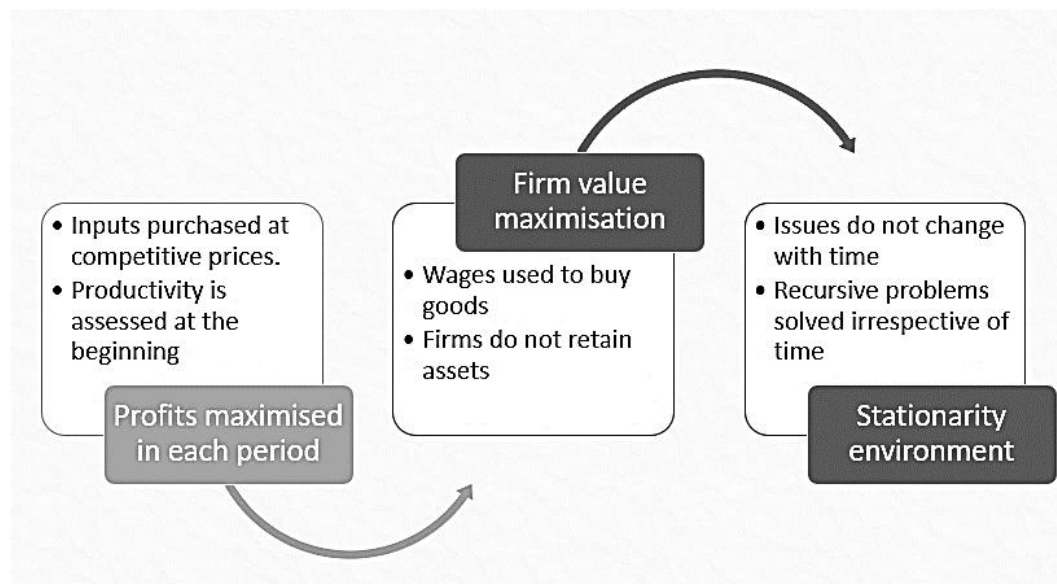 • Inputs purchased at
competitive prices.
• Productivity is
assessed at the
beginning
Profits maximised
in each period
Firm value
maximisation
• Wages used to buy
goods
• Firms do not retain
assets
• Issues do not change
with time
• Recursive problems
solved irrespective of
time
Stationarity
environment